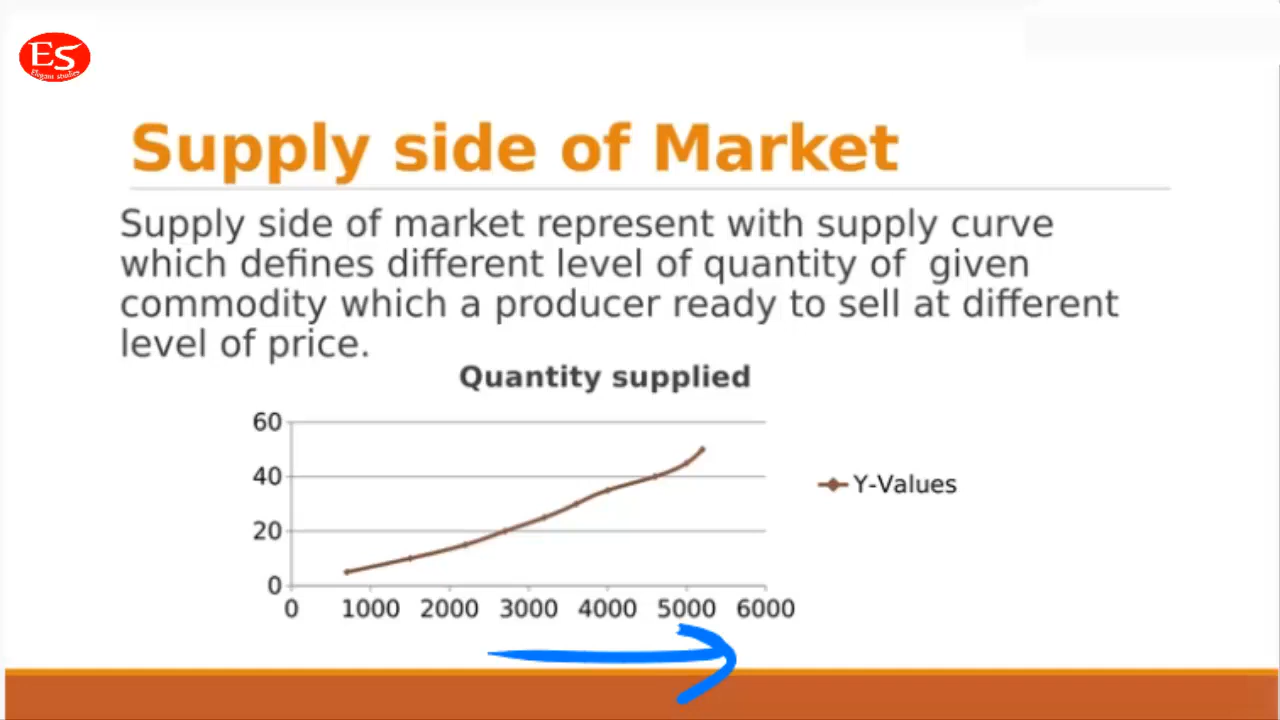 ES
Elegant studies
Supply side of Market
Supply side of market represent with supply curve
which defines different level of quantity of given
commodity which a producer ready to sell at different
level of price.
Quantity supplied
60
40
20
0
0 1000 2000 3000 4000 5000 6000
Y-Values